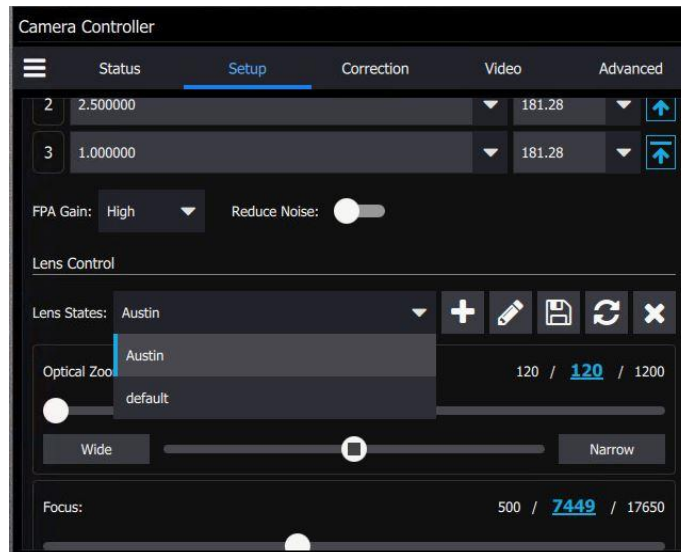 Camera Controller
Status Setup Correction Video Advanced
2 2.500000 181.28
3 1.000000 181.28
FPA Gain: High Reduce Noise:
Lens Control
Lens States: Austin
Austin
Optical Zoo 120 / 120 / 1200
default
Wide Narrow
Focus: 500 / 7449 / 17650